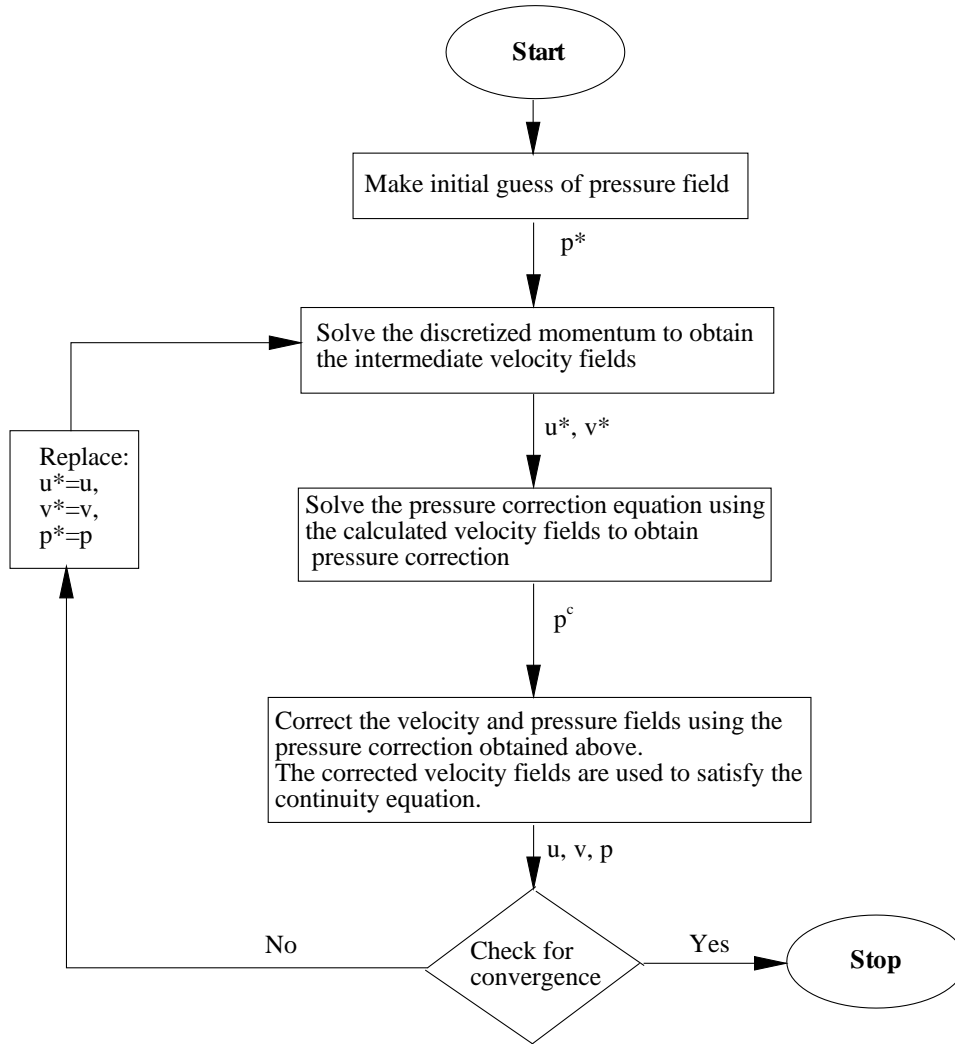 Start
Make initial guess of pressure field
p*
Solve the discretized momentum to obtain
the intermediate velocity fields
u*, v*
Replace:
u*=u,
v*=v,
p*=p
Solve the pressure correction equation using
the calculated velocity fields to obtain
pressure correction
pᶜ
Correct the velocity and pressure fields using the
pressure correction obtained above.
The corrected velocity fields are used to satisfy the
continuity equation.
u, v, p
No
Check for
convergence
Yes
Stop